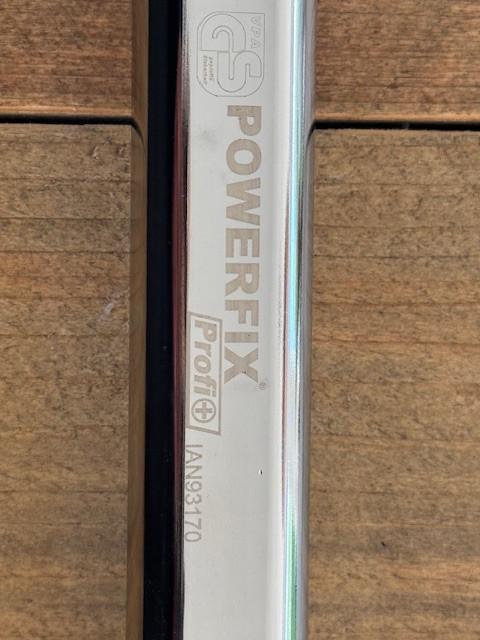 VPA
GS
POWERFIX®
Profi+
IAN93170